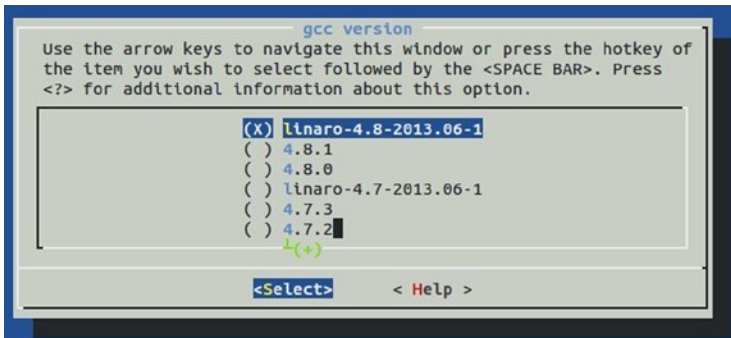 gcc version
Use the arrow keys to navigate this window or press the hotkey of
the item you wish to select followed by the <SPACE BAR>. Press
<?> for additional information about this option.
(X) linaro-4.8-2013.06-1
( ) 4.8.1
( ) 4.8.0
( ) linaro-4.7-2013.06-1
( ) 4.7.3
( ) 4.7.2
┴(+)
<Select> < Help >